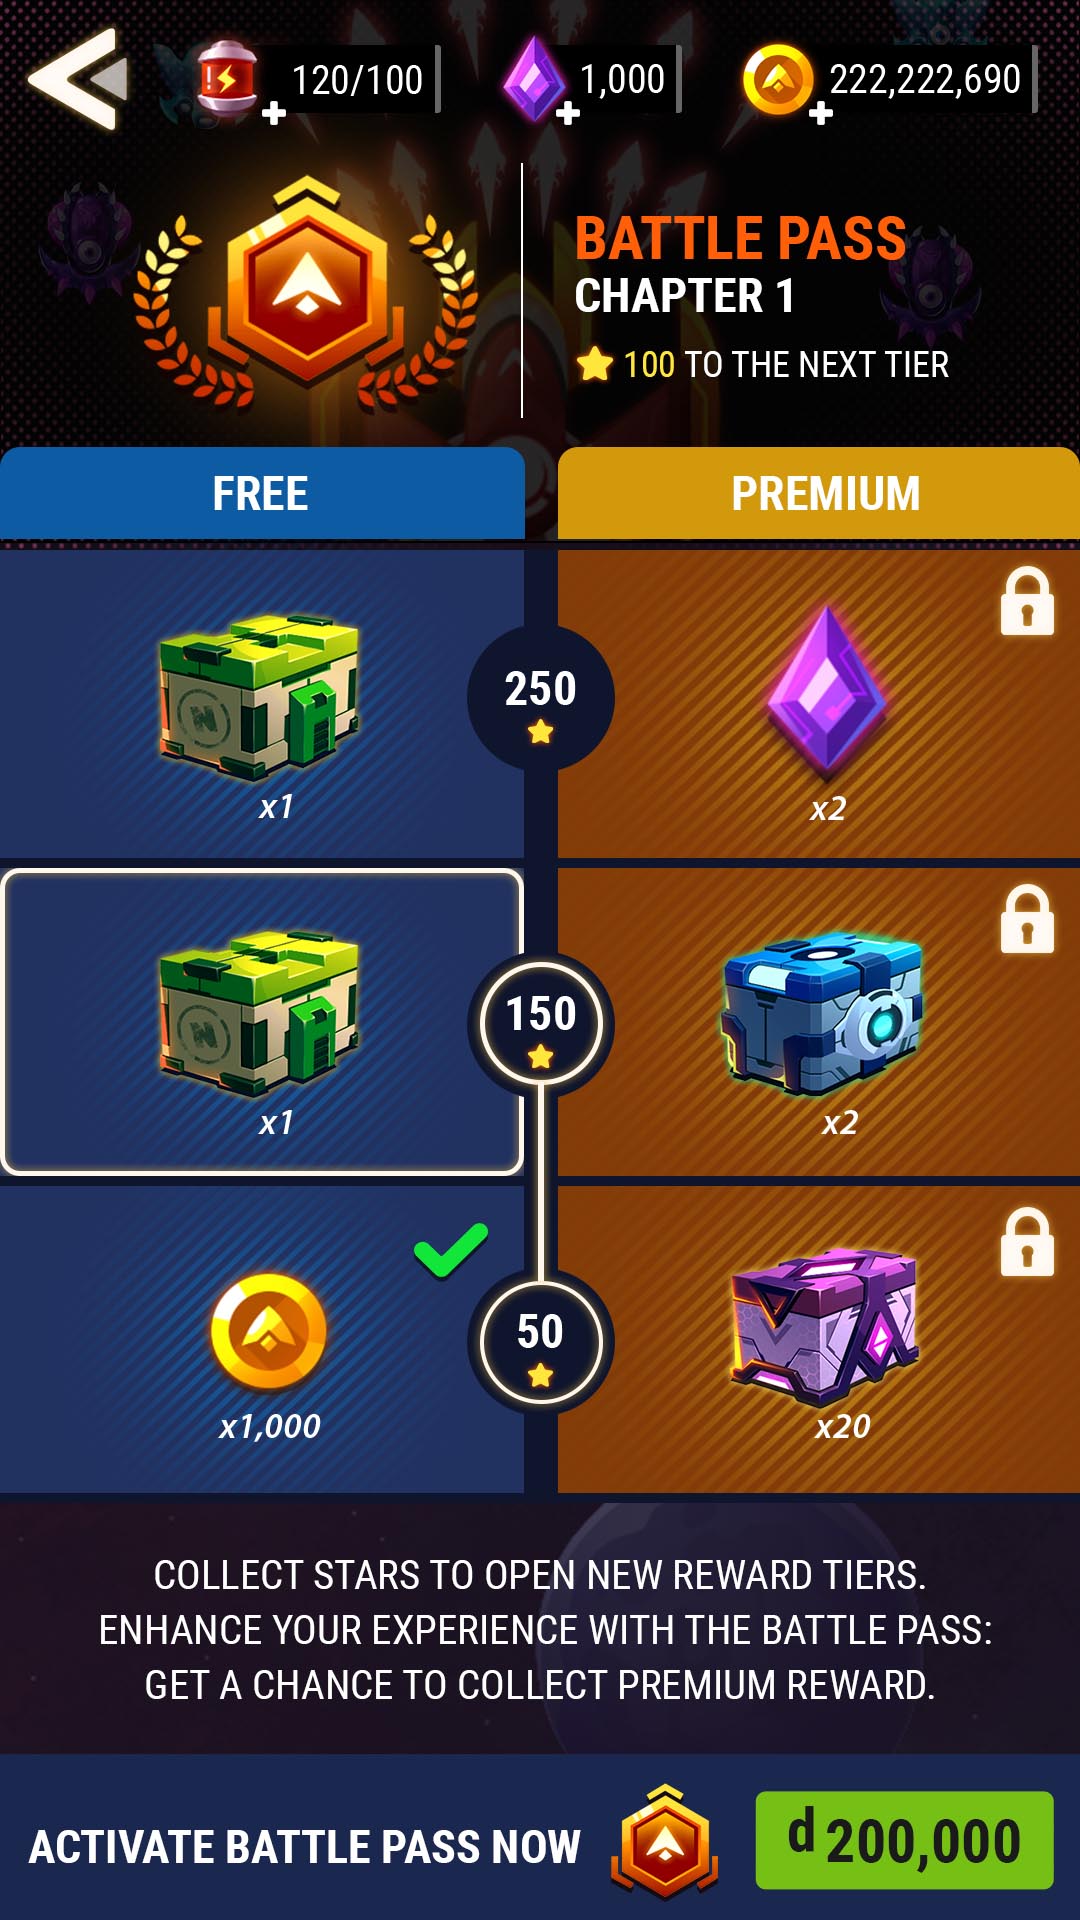 120/100
1,000
222,222,690
BATTLE PASS
CHAPTER 1
100 TO THE NEXT TIER
FREE
PREMIUM
250
x1
x2
150
x1
x2
50
x1,000
x20
COLLECT STARS TO OPEN NEW REWARD TIERS.
ENHANCE YOUR EXPERIENCE WITH THE BATTLE PASS:
GET A CHANCE TO COLLECT PREMIUM REWARD.
ACTIVATE BATTLE PASS NOW
d 200,000